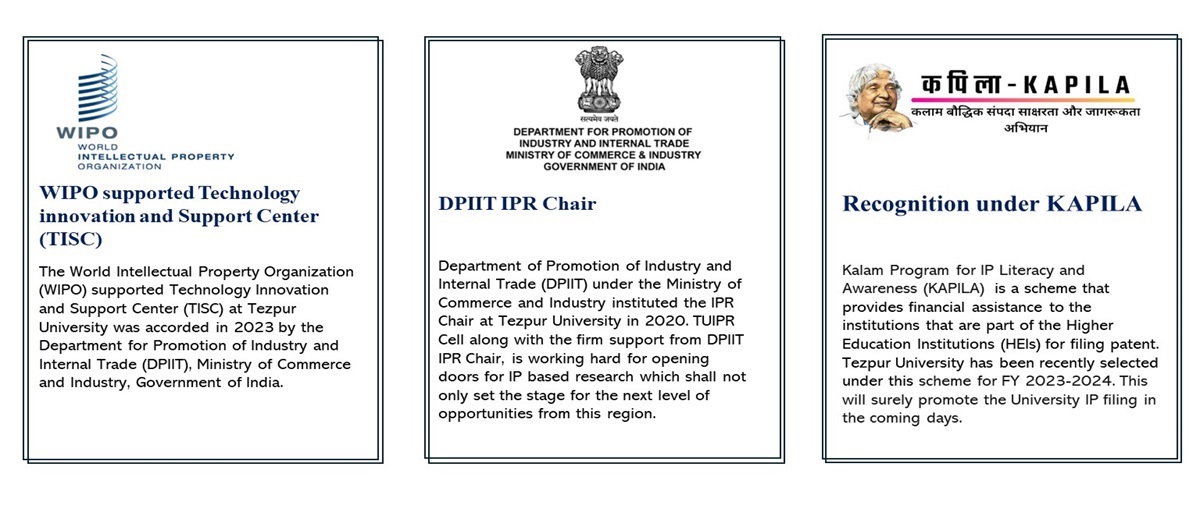 WIPO
WORLD
INTELLECTUAL PROPERTY
ORGANIZATION
WIPO supported Technology
innovation and Support Center
(TISC)
The World Intellectual Property Organization
(WIPO) supported Technology Innovation
and Support Center (TISC) at Tezpur
University was accorded in 2023 by the
Department for Promotion of Industry and
Internal Trade (DPIIT), Ministry of Commerce
and Industry, Government of India.
सत्यमेव जयते
DEPARTMENT FOR PROMOTION OF
INDUSTRY AND INTERNAL TRADE
MINISTRY OF COMMERCE & INDUSTRY
GOVERNMENT OF INDIA
DPIIT IPR Chair
Department of Promotion of Industry and
Internal Trade (DPIIT) under the Ministry of
Commerce and Industry instituted the IPR
Chair at Tezpur University in 2020. TUIPR
Cell along with the firm support from DPIIT
IPR Chair, is working hard for opening
doors for IP based research which shall not
only set the stage for the next level of
opportunities from this region.
कपिला - KAPILA
कलाम बौद्धिक संपदा साक्षरता और जागरूकता
अभियान
Recognition under KAPILA
Kalam Program for IP Literacy and
Awareness (KAPILA) is a scheme that
provides financial assistance to the
institutions that are part of the Higher
Education Institutions (HEIs) for filing patent.
Tezpur University has been recently selected
under this scheme for FY 2023-2024. This
will surely promote the University IP filing in
the coming days.